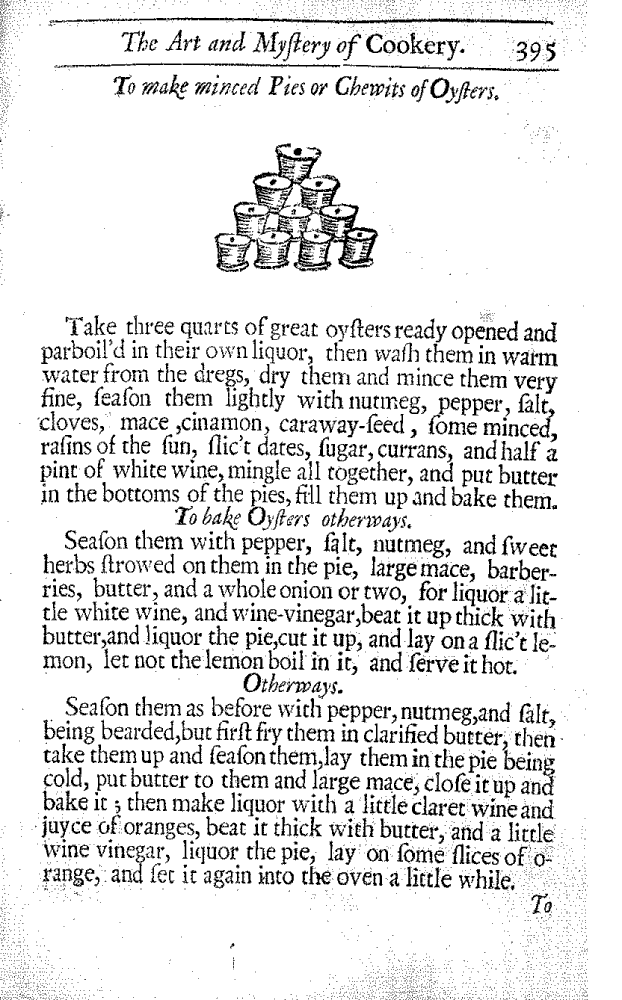 The Art and Myſtery of Cookery. 395
To make minced Pies or Chewits of Oyſters.
Take three quarts of great oyſters ready opened and
parboil'd in their own liquor, then waſh them in warm
water from the dregs, dry them and mince them very
fine, ſeaſon them lightly with nutmeg, pepper, ſalt,
cloves, mace ,cinamon, caraway-ſeed , ſome minced,
raſins of the ſun, ſlic't dates, ſugar, currans, and half a
pint of white wine, mingle all together, and put butter
in the bottoms of the pies, fill them up and bake them.
To bake Oyſters otherways.
Seaſon them with pepper, ſalt, nutmeg, and ſweet
herbs ſtrowed on them in the pie, large mace, barber-
ries, butter, and a whole onion or two, for liquor a lit-
tle white wine, and wine-vinegar,beat it up thick with
butter,and liquor the pie,cut it up, and lay on a ſlic't le-
mon, let not the lemon boil in it, and ſerve it hot.
Otherways.
Seaſon them as before with pepper, nutmeg,and ſalt,
being bearded,but firſt fry them in clarified butter, then
take them up and ſeaſon them,lay them in the pie being
cold, put butter to them and large mace, cloſe it up and
bake it ; then make liquor with a little claret wine and
juyce of oranges, beat it thick with butter, and a little
wine vinegar, liquor the pie, lay on ſome ſlices of o-
range, and ſet it again into the oven a little while.
To